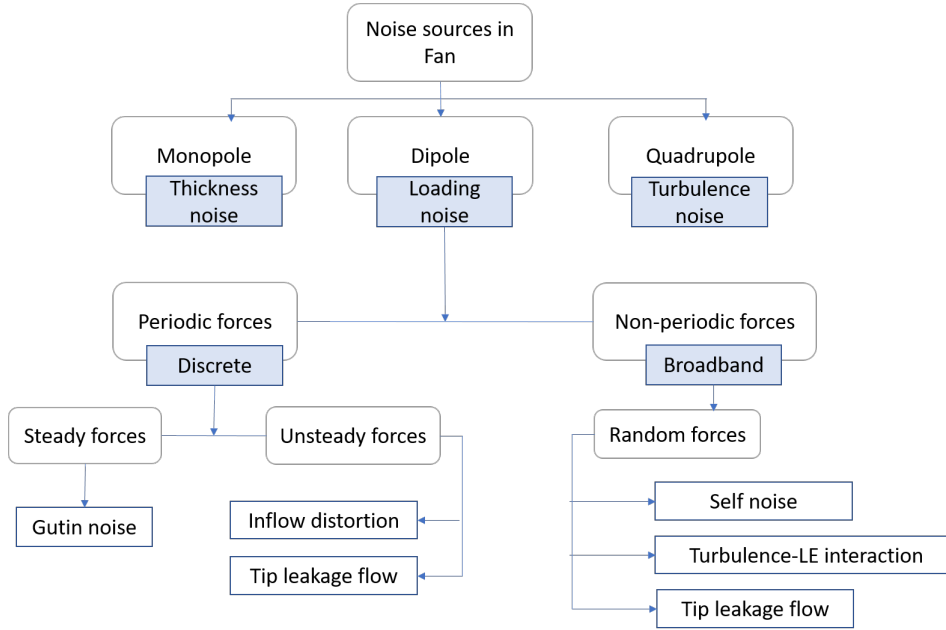 Noise sources in
Fan
Monopole
Thickness
noise
Dipole
Loading
noise
Quadrupole
Turbulence
noise
Periodic forces
Discrete
Non-periodic forces
Broadband
Steady forces
Unsteady forces
Random forces
Gutin noise
Inflow distortion
Tip leakage flow
Self noise
Turbulence-LE interaction
Tip leakage flow